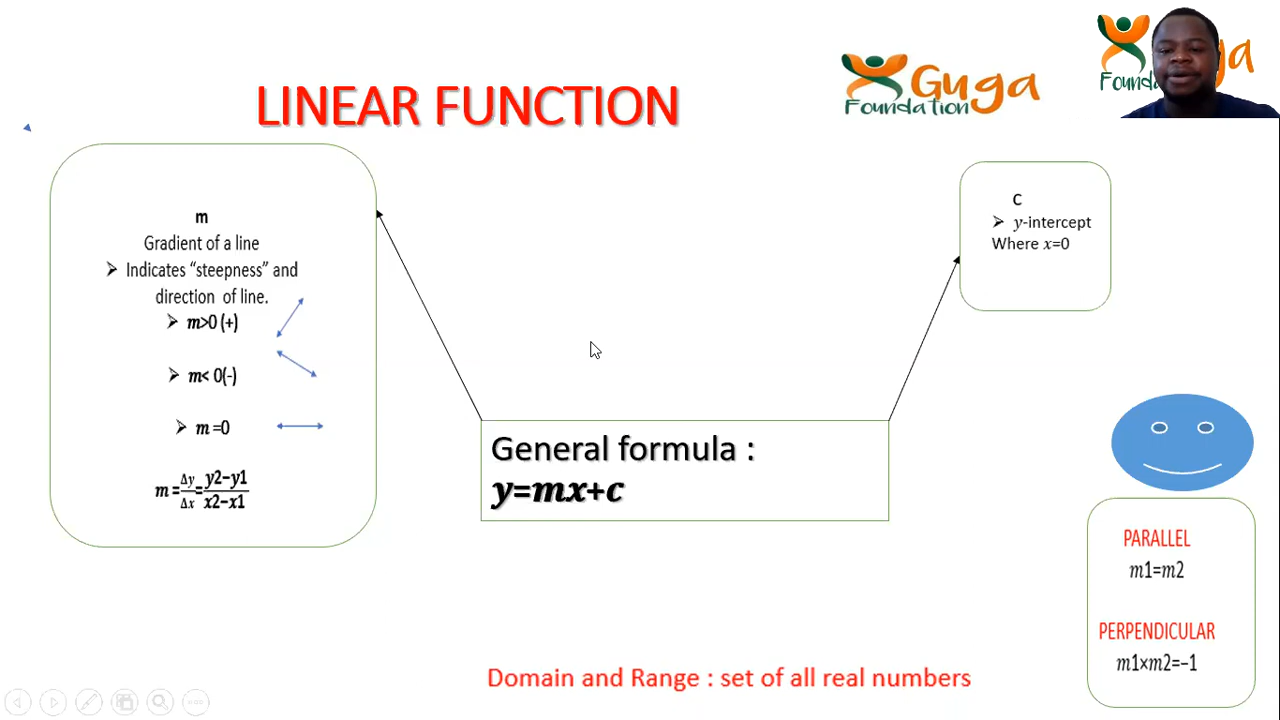 LINEAR FUNCTION
Guga
Foundation
ga
Founda
m
Gradient of a line
➤ Indicates “steepness” and
direction of line.
➤ m>0 (+)
➤ m< 0(-)
➤ m =0
m =Δy/Δx=y2−y1/x2−x1
C
➤ y-intercept
Where x=0
General formula :
y=mx+c
PARALLEL
m1=m2
PERPENDICULAR
m1×m2=−1
Domain and Range : set of all real numbers